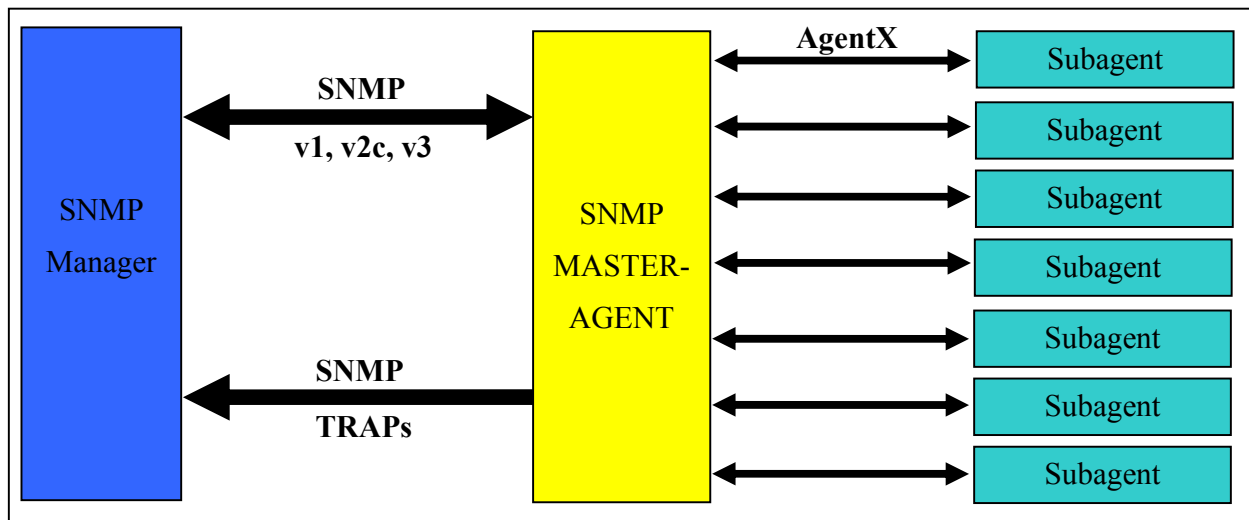 SNMP
Manager
SNMP
v1, v2c, v3
SNMP
TRAPs
SNMP
MASTER-
AGENT
AgentX
Subagent
Subagent
Subagent
Subagent
Subagent
Subagent
Subagent